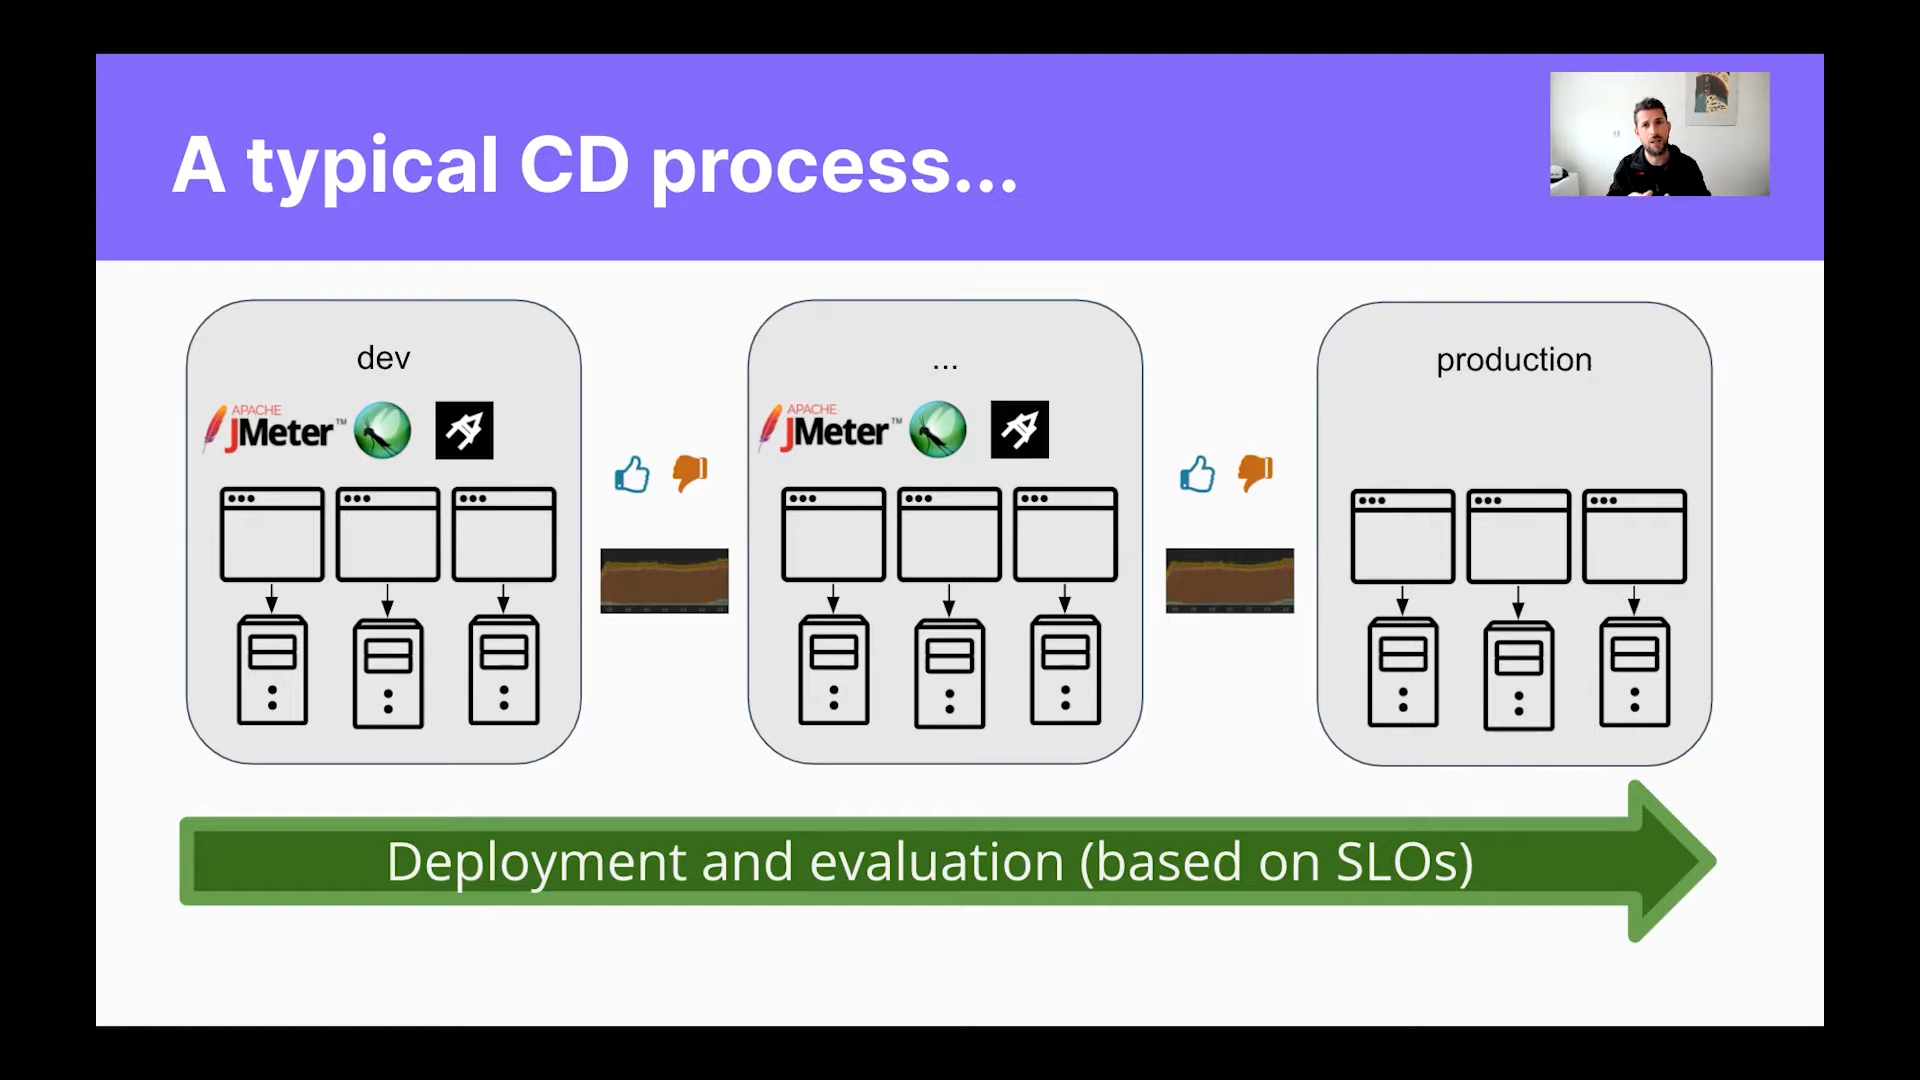 A typical CD process...
dev
APACHE
JMeter™
...
APACHE
JMeter™
production
Deployment and evaluation (based on SLOs)